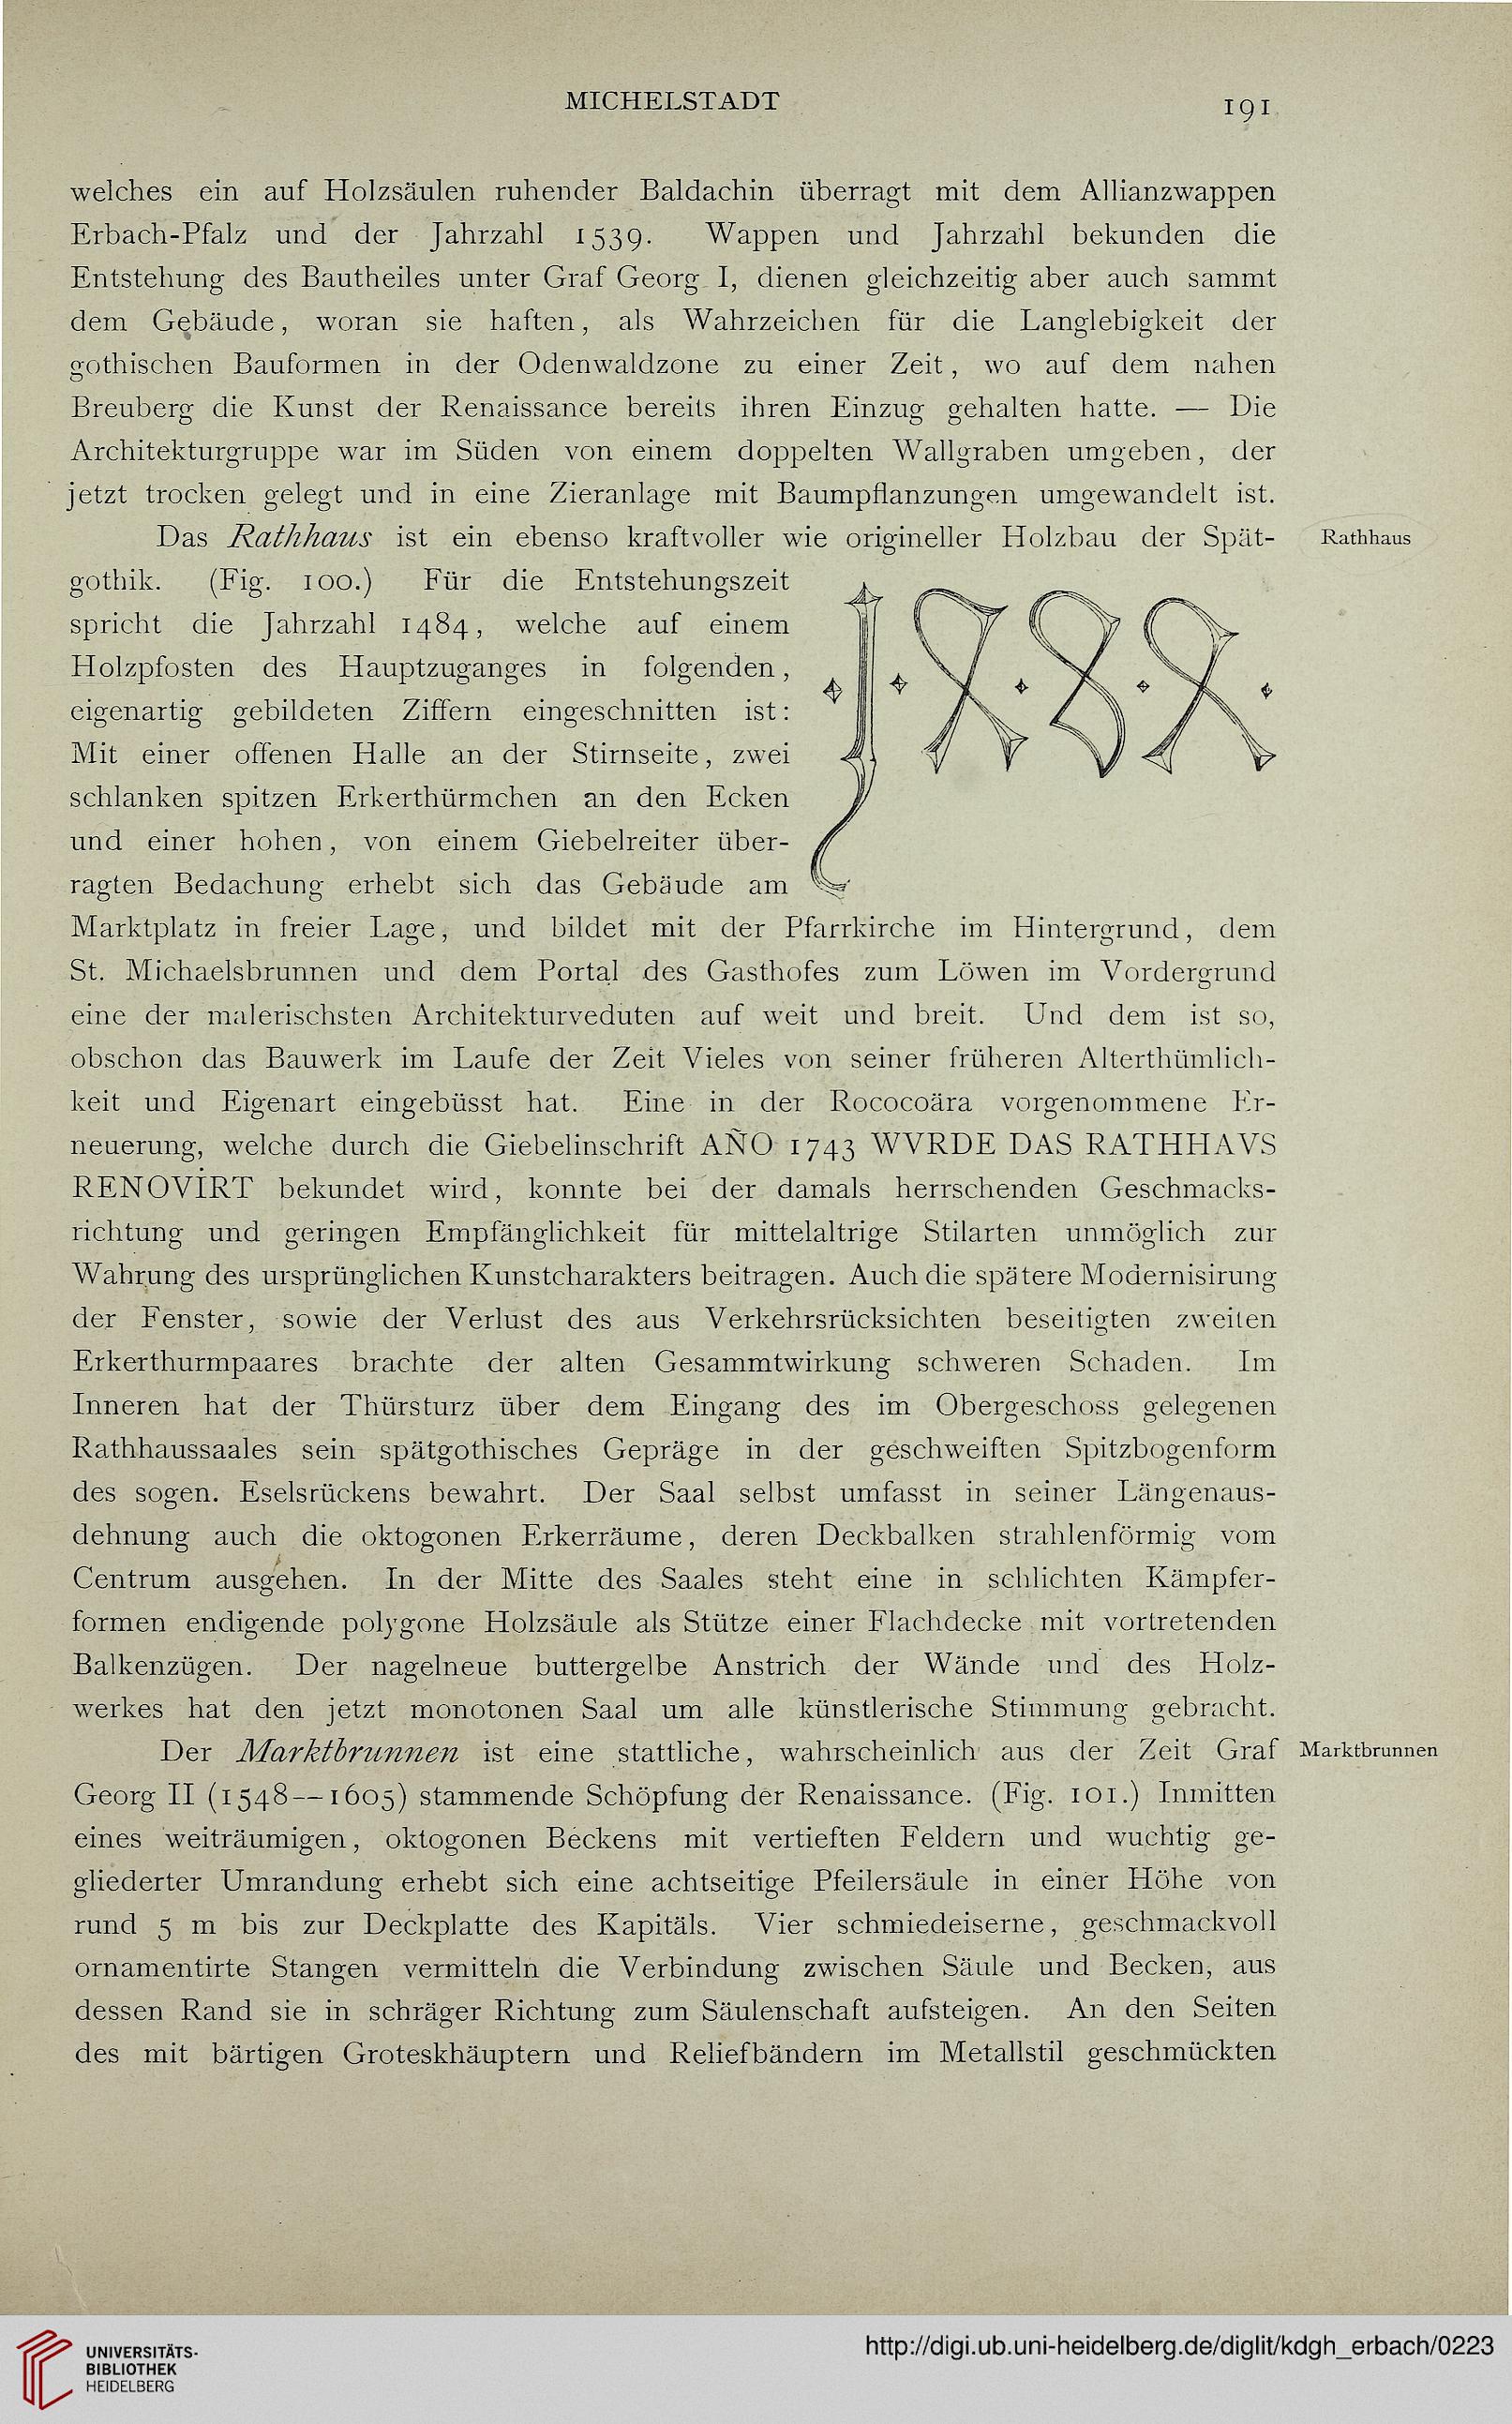 MICHELSTADT
191
welches ein auf Holzsäulen ruhender Baldachin überragt mit dem Allianzwappen
Erbach-Pfalz und der Jahrzahl 1539. Wappen und Jahrzahl bekunden die
Entstehung des Bautheiles unter Graf Georg I, dienen gleichzeitig aber auch sammt
dem Gebäude, woran sie haften, als Wahrzeichen für die Langlebigkeit der
gothischen Bauformen in der Odenwaldzone zu einer Zeit, wo auf dem nahen
Breuberg die Kunst der Renaissance bereits ihren Einzug gehalten hatte. — Die
Architekturgruppe war im Süden von einem doppelten Wallgraben umgeben, der
jetzt trocken gelegt und in eine Zieranlage mit Baumpflanzungen umgewandelt ist.
Das Rathhaus ist ein ebenso kraftvoller wie origineller Holzbau der Spät-
Rathhaus
gothik. (Fig. 100.) Für die Entstehungszeit
spricht die Jahrzahl 1484, welche auf einem
Holzpfosten des Hauptzuganges in folgenden,
eigenartig gebildeten Ziffern eingeschnitten ist:
1484
Mit einer offenen Halle an der Stirnseite, zwei
schlanken spitzen Erkerthürmchen an den Ecken
und einer hohen, von einem Giebelreiter über-
ragten Bedachung erhebt sich das Gebäude am
Marktplatz in freier Lage, und bildet mit der Pfarrkirche im Hintergrund, dem
St. Michaelsbrunnen und dem Portal des Gasthofes zum Löwen im Vordergrund
eine der malerischsten Architekturveduten auf weit und breit. Und dem ist so,
obschon das Bauwerk im Laufe der Zeit Vieles von seiner früheren Alterthümlich-
keit und Eigenart eingebüsst hat. Eine in der Rococoära vorgenommene Er-
neuerung, welche durch die Giebelinschrift AÑO 1743 WVRDE DAS RATHHAVS
RENOVİRT bekundet wird, konnte bei der damals herrschenden Geschmacks-
richtung und geringen Empfänglichkeit für mittelaltrige Stilarten unmöglich zur
Wahrung des ursprünglichen Kunstcharakters beitragen. Auch die spätere Modernisirung
der Fenster, sowie der Verlust des aus Verkehrsrücksichten beseitigten zweiten
Erkerthurmpaares brachte der alten Gesammtwirkung schweren Schaden. Im
Inneren hat der Thürsturz über dem Eingang des im Obergeschoss gelegenen
Rathhaussaales sein spätgothisches Gepräge in der geschweiften Spitzbogenform
des sogen. Eselsrückens bewahrt. Der Saal selbst umfasst in seiner Längenaus-
dehnung auch die oktogonen Erkerräume, deren Deckbalken strahlenförmig vom
Centrum ausgehen. In der Mitte des Saales steht eine in schlichten Kämpfer-
formen endigende polygone Holzsäule als Stütze einer Flachdecke mit vortretenden
Balkenzügen. Der nagelneue buttergelbe Anstrich der Wände und des Holz-
werkes hat den jetzt monotonen Saal um alle künstlerische Stimmung gebracht.
Der Marktbrunnen ist eine stattliche, wahrscheinlich aus der Zeit Graf
Marktbrunnen
Georg II (1548—1605) stammende Schöpfung der Renaissance. (Fig. 101.) Inmitten
eines weiträumigen, oktogonen Beckens mit vertieften Feldern und wuchtig ge-
gliederter Umrandung erhebt sich eine achtseitige Pfeilersäule in einer Höhe von
rund 5 m bis zur Deckplatte des Kapitäls. Vier schmiedeiserne, geschmackvoll
ornamentirte Stangen vermitteln die Verbindung zwischen Säule und Becken, aus
dessen Rand sie in schräger Richtung zum Säulenschaft aufsteigen. An den Seiten
des mit bärtigen Groteskhäuptern und Reliefbändern im Metallstil geschmückten
UNIVERSITÄTS-
BIBLIOTHEK
HEIDELBERG
http://digi.ub.uni-heidelberg.de/diglit/kdgh_erbach/0223